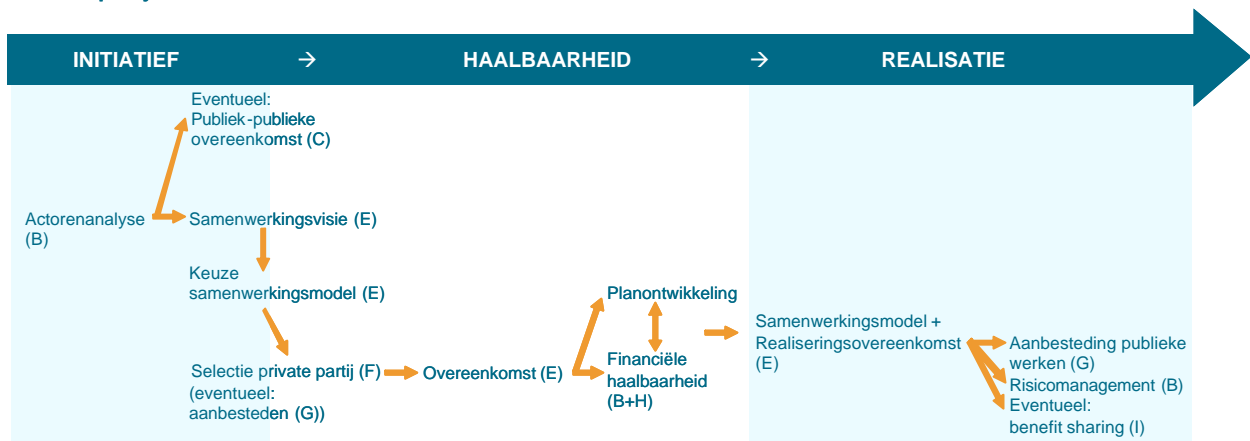 INITIATIEF → HAALBAARHEID → REALISATIE
Eventueel:
Publiek-publieke
overeenkomst (C)
Actorenanalyse
(B)
Samenwerkingsvisie (E)
Keuze
samenwerkingsmodel (E)
Selectie private partij (F)
(eventueel:
aanbesteden (G))
Overeenkomst (E)
Planontwikkeling
Financiële
haalbaarheid
(B+H)
Samenwerkingsmodel +
Realiseringsovereenkomst
(E)
Aanbesteding publieke
werken (G)
Risicomanagement (B)
Eventueel:
benefit sharing (I)